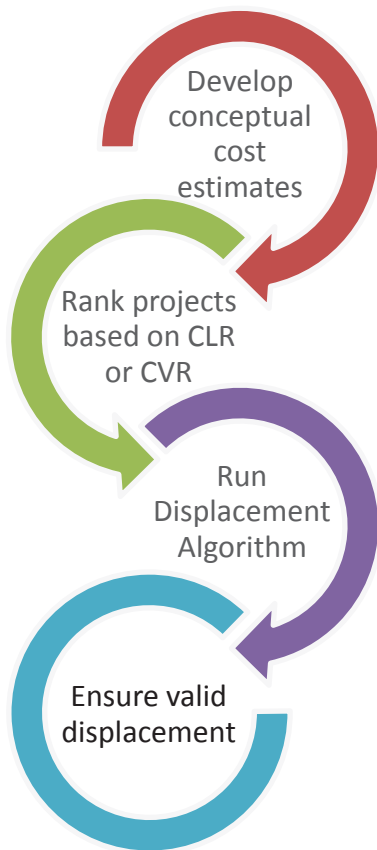 Develop
conceptual
cost
estimates
Rank projects
based on CLR
or CVR
Run
Displacement
Algorithm
Ensure valid
displacement